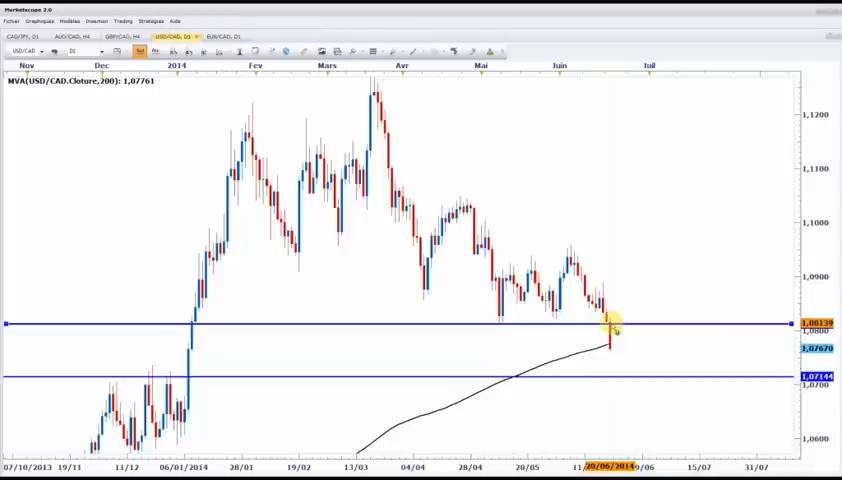 Marketscope 2.0
Fichier Graphiques Modèles Insertion Trading Stratégies Aide
CAD/JPY, D1 AUD/CAD, H4 GBP/CAD, H4 USD/CAD, D1 EUR/CAD, D1
USD/CAD D1
Nov Dec 2014 Fev Mars Avr Mai Juin Juil
MVA(USD/CAD.Cloture,200): 1,07761
1,1200
1,1100
1,1000
1,0900
1,08139
1,0800
1,07670
1,07144
1,0700
1,0600
07/10/2013 19/11 11/12 06/01/2014 28/01 19/02 13/03 04/04 28/04 20/05 11/ 20/06/2014 /06 15/07 31/07